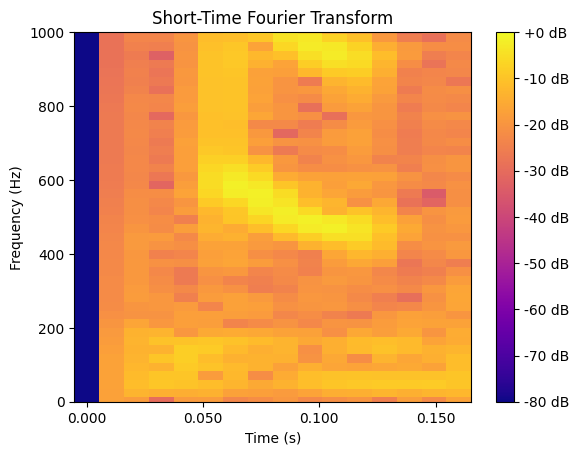 Short-Time Fourier Transform
Frequency (Hz)
1000
800
600
400
200
0
0.000
0.050
0.100
0.150
Time (s)
+0 dB
-10 dB
-20 dB
-30 dB
-40 dB
-50 dB
-60 dB
-70 dB
-80 dB